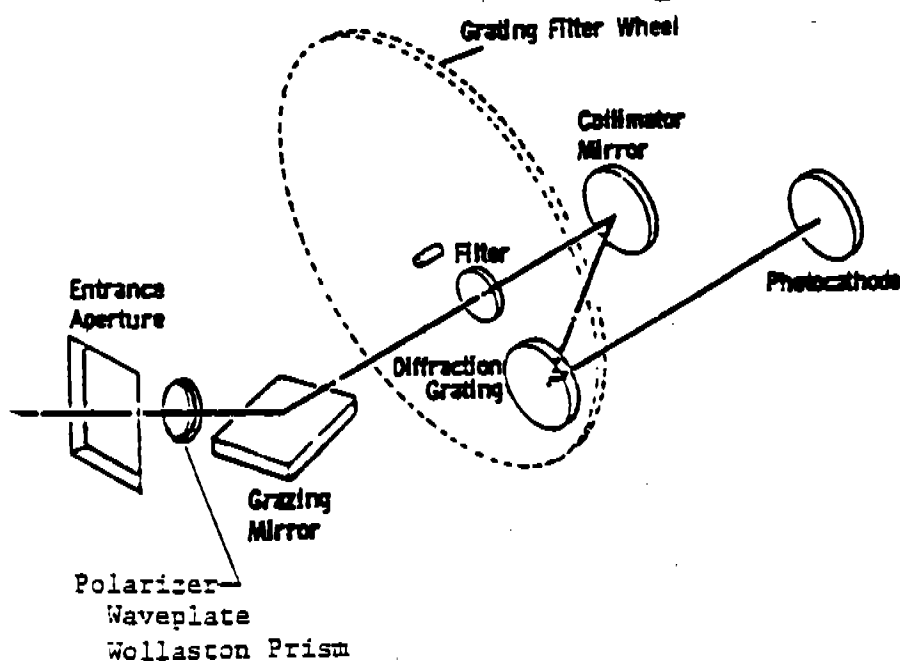 Grating Filter Wheel
Collimator
Mirror
Filter
Photocathode
Entrance
Aperture
Diffraction
Grating
Grazing
Mirror
Polarizer
Waveplate
Wollaston Prism